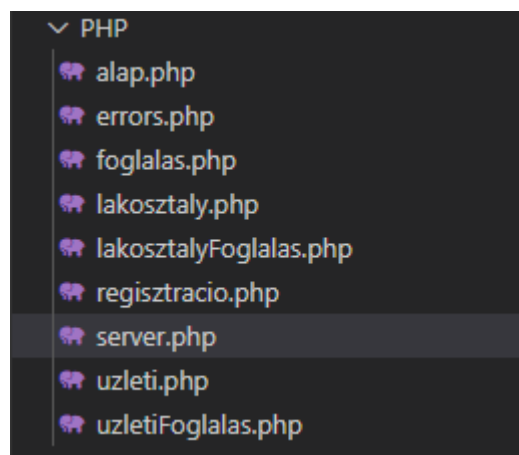 PHP
alap.php
errors.php
foglalas.php
lakosztaly.php
lakosztalyFoglalas.php
regisztracio.php
server.php
uzleti.php
uzletiFoglalas.php